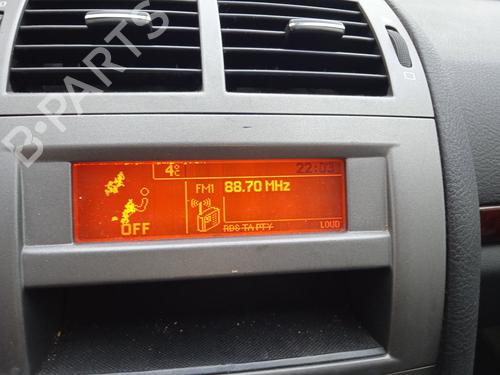 4°C
22:03
FM1 88.70 MHz
OFF
RDS TA PTY
LOUD
B-PARTS